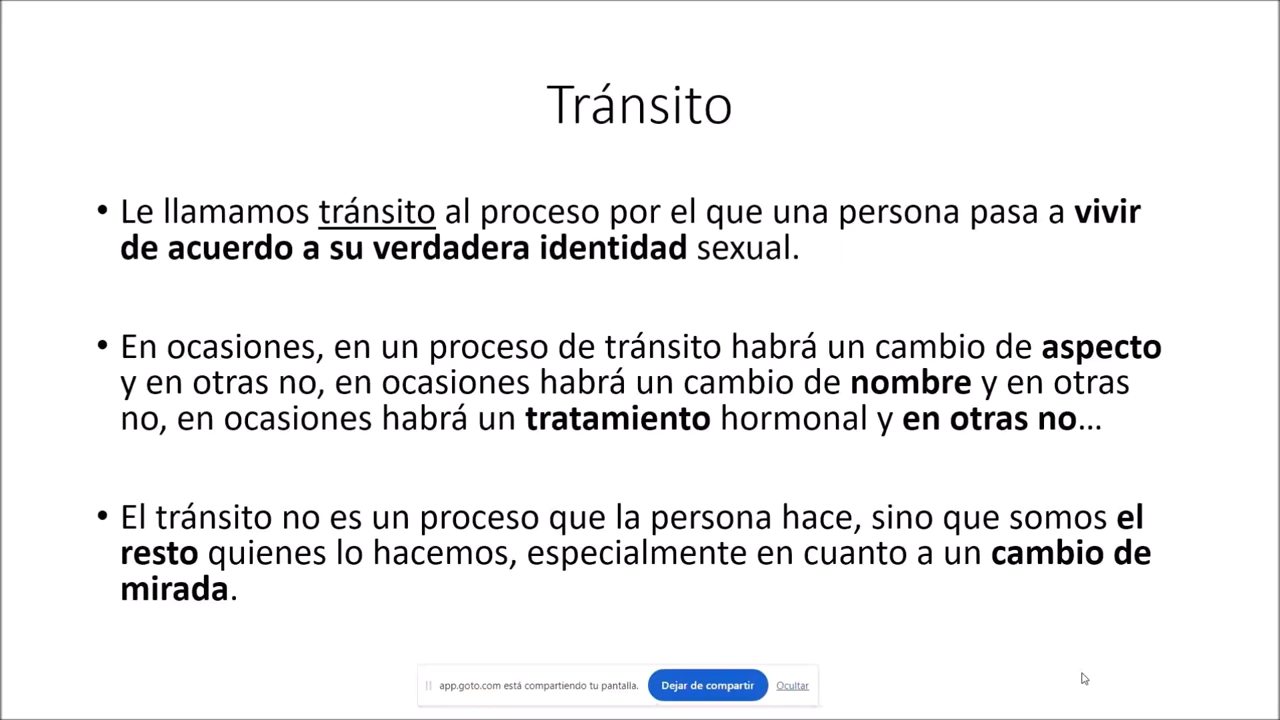 Tránsito
• Le llamamos tránsito al proceso por el que una persona pasa a vivir
de acuerdo a su verdadera identidad sexual.
• En ocasiones, en un proceso de tránsito habrá un cambio de aspecto
y en otras no, en ocasiones habrá un cambio de nombre y en otras
no, en ocasiones habrá un tratamiento hormonal y en otras no...
• El tránsito no es un proceso que la persona hace, sino que somos el
resto quienes lo hacemos, especialmente en cuanto a un cambio de
mirada.
app.goto.com está compartiendo tu pantalla. Dejar de compartir Ocultar